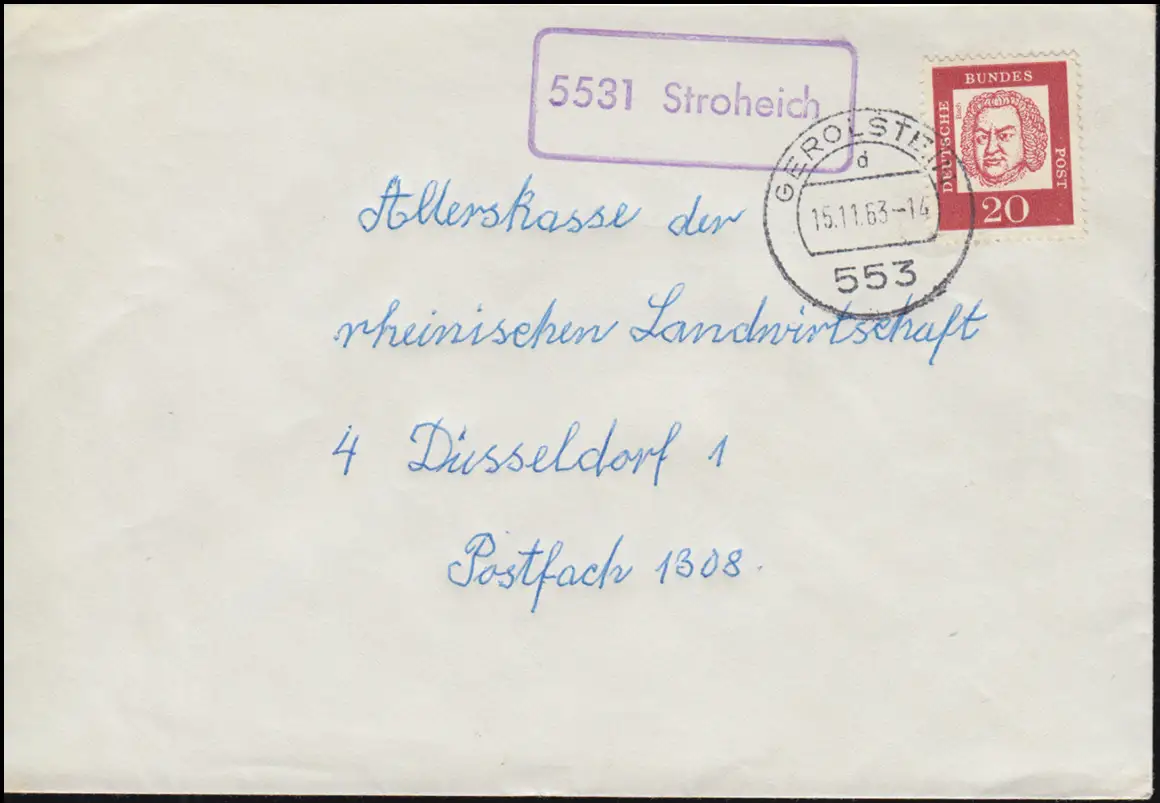 5531 Stroheich
DEUTSCHE BUNDES POST
Bach
20
GEROLSTEIN
d
15.11.63-14
553
Allerskasse der
rheinischen Landwirtschaft
4 Düsseldorf 1
Postfach 1308.